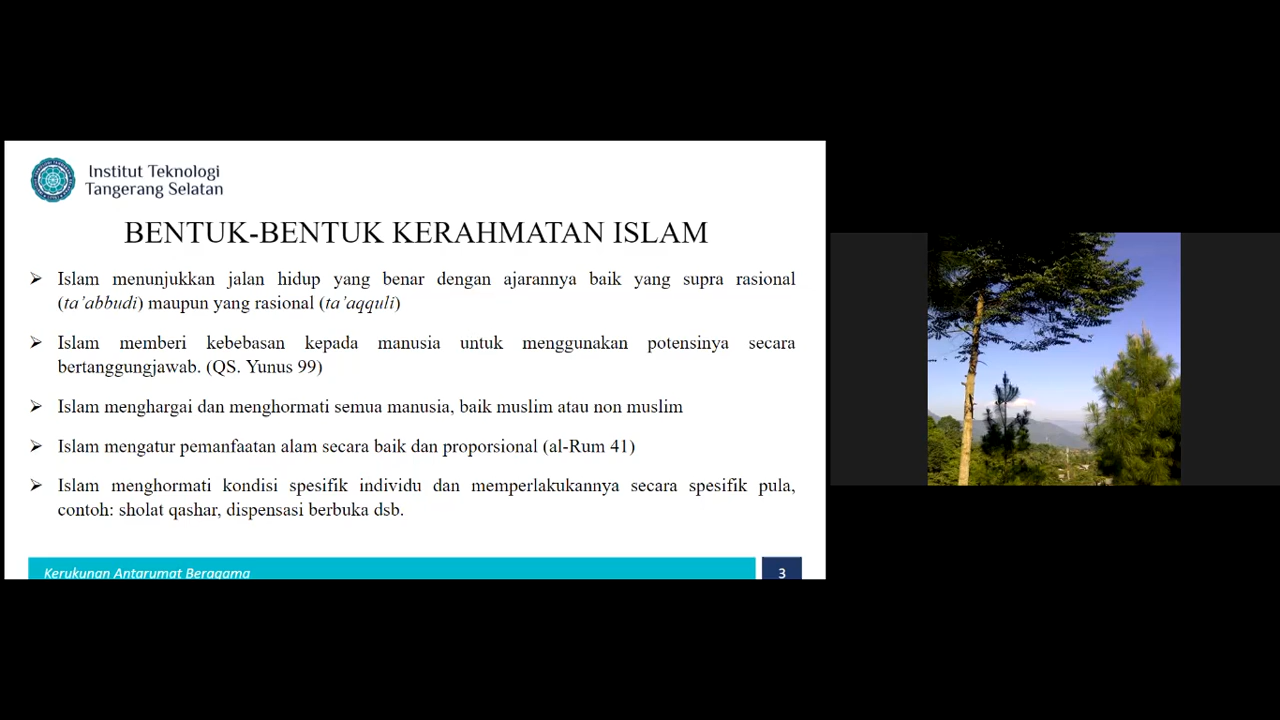 Institut Teknologi
Tangerang Selatan
BENTUK-BENTUK KERAHMATAN ISLAM
➢ Islam menunjukkan jalan hidup yang benar dengan ajarannya baik yang supra rasional
(ta’abbudi) maupun yang rasional (ta’aqquli)
➢ Islam memberi kebebasan kepada manusia untuk menggunakan potensinya secara
bertanggungjawab. (QS. Yunus 99)
➢ Islam menghargai dan menghormati semua manusia, baik muslim atau non muslim
➢ Islam mengatur pemanfaatan alam secara baik dan proporsional (al-Rum 41)
➢ Islam menghormati kondisi spesifik individu dan memperlakukannya secara spesifik pula,
contoh: sholat qashar, dispensasi berbuka dsb.
Kerukunan Antarumat Beragama
3